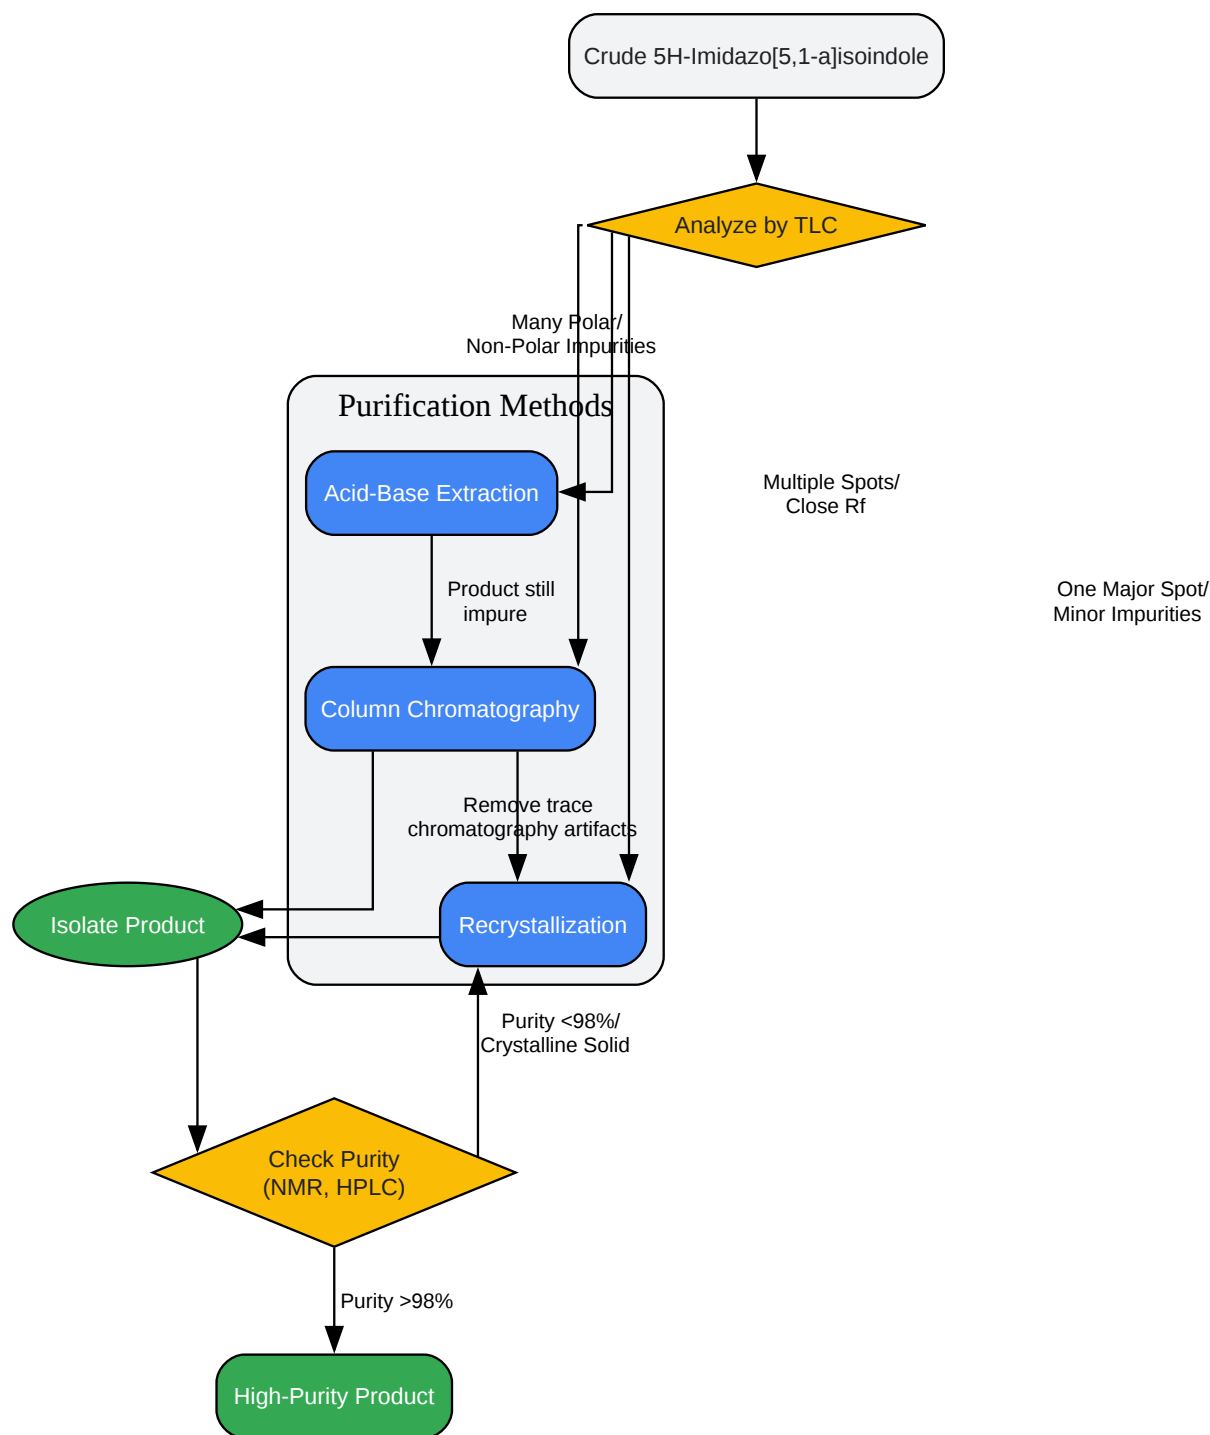 Crude 5H-Imidazo[5,1-a]isoindole
Analyze by TLC
Many Polar/
Non-Polar Impurities
Purification Methods
Acid-Base Extraction
Multiple Spots/
Close Rf
Product still
impure
One Major Spot/
Minor Impurities
Column Chromatography
Remove trace
chromatography artifacts
Isolate Product
Recrystallization
Purity <98%/
Crystalline Solid
Check Purity
(NMR, HPLC)
Purity >98%
High-Purity Product